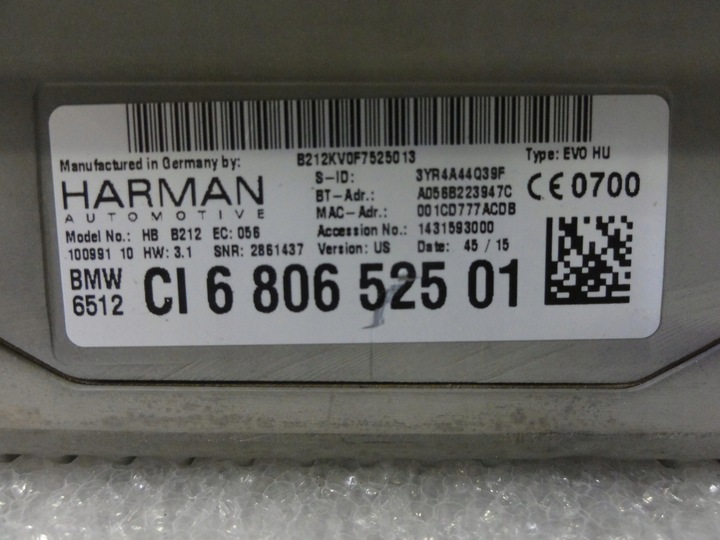 B212KV0F7525013
Manufactured in Germany by:
HARMAN
AUTOMOTIVE
S-ID: 3YR4A44Q39F
BT-Adr.: A056B223947C
MAC-Adr.: 001CD777ACDB
Type: EVO HU
CE 0700
Model No.: HB B212 EC: 056 Accession No.: 1431593000
100991 10 HW: 3.1 SNR: 2861437 Version: US Date: 45 / 15
BMW
6512
CI 6 806 525 01